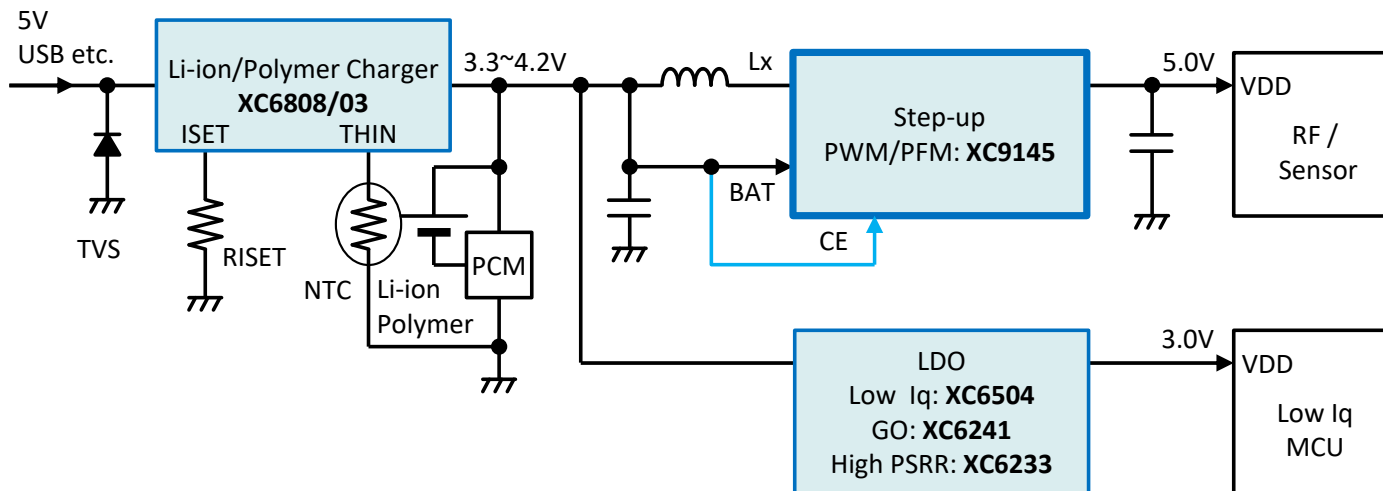 5V
USB etc.
Li-ion/Polymer Charger
XC6808/03
ISET
THIN
3.3~4.2V
Lx
Step-up
PWM/PFM: XC9145
5.0V
VDD
RF /
Sensor
BAT
CE
TVS
RISET
NTC
Li-ion
Polymer
PCM
LDO
Low Iq: XC6504
GO: XC6241
High PSRR: XC6233
3.0V
VDD
Low Iq
MCU